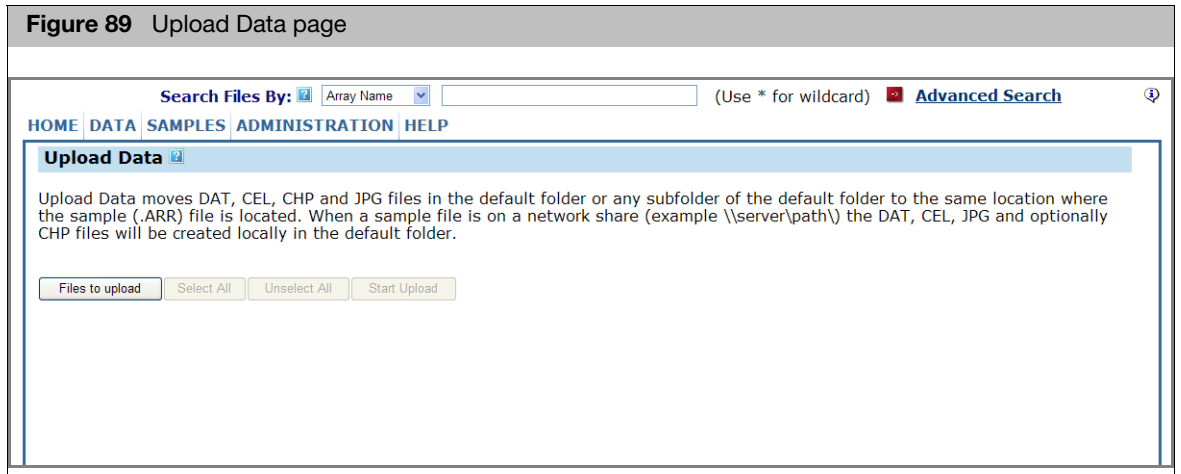 Figure 89 Upload Data page
Search Files By: Array Name (Use * for wildcard) Advanced Search
HOME DATA SAMPLES ADMINISTRATION HELP
Upload Data
Upload Data moves DAT, CEL, CHP and JPG files in the default folder or any subfolder of the default folder to the same location where
the sample (.ARR) file is located. When a sample file is on a network share (example \\server\path\) the DAT, CEL, JPG and optionally
CHP files will be created locally in the default folder.
Files to upload Select All Unselect All Start Upload